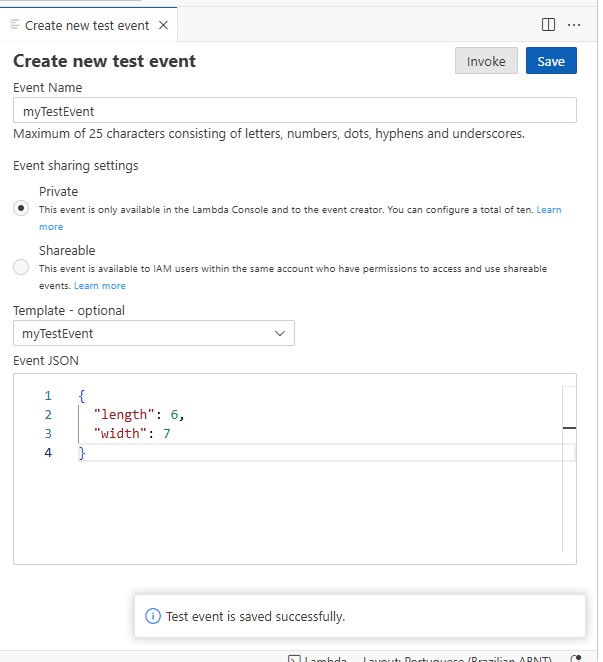 Create new test event
Create new test event
Invoke
Save
Event Name
myTestEvent
Maximum of 25 characters consisting of letters, numbers, dots, hyphens and underscores.
Event sharing settings
Private
This event is only available in the Lambda Console and to the event creator. You can configure a total of ten. Learn
more
Shareable
This event is available to IAM users within the same account who have permissions to access and use shareable
events. Learn more
Template - optional
myTestEvent
Event JSON
1 {
2 "length": 6,
3 "width": 7
4 }
Test event is saved successfully.
Lambda Layout: Portuguese (Brazilian ABNT)